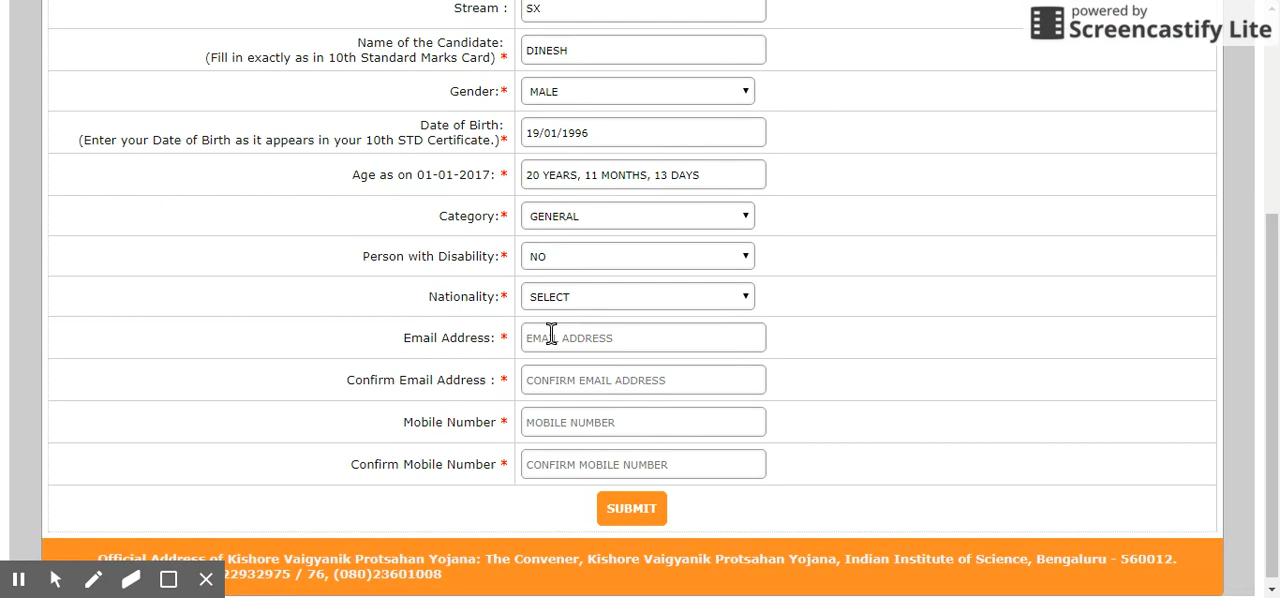 powered by
Screencastify Lite
Stream : SX
Name of the Candidate:
(Fill in exactly as in 10th Standard Marks Card) * DINESH
Gender:* MALE
Date of Birth:
(Enter your Date of Birth as it appears in your 10th STD Certificate.)* 19/01/1996
Age as on 01-01-2017: * 20 YEARS, 11 MONTHS, 13 DAYS
Category:* GENERAL
Person with Disability:* NO
Nationality:* SELECT
Email Address: * EMAIL ADDRESS
Confirm Email Address : * CONFIRM EMAIL ADDRESS
Mobile Number * MOBILE NUMBER
Confirm Mobile Number * CONFIRM MOBILE NUMBER
SUBMIT
Official Address of Kishore Vaigyanik Protsahan Yojana: The Convener, Kishore Vaigyanik Protsahan Yojana, Indian Institute of Science, Bengaluru - 560012.
22932975 / 76, (080)23601008